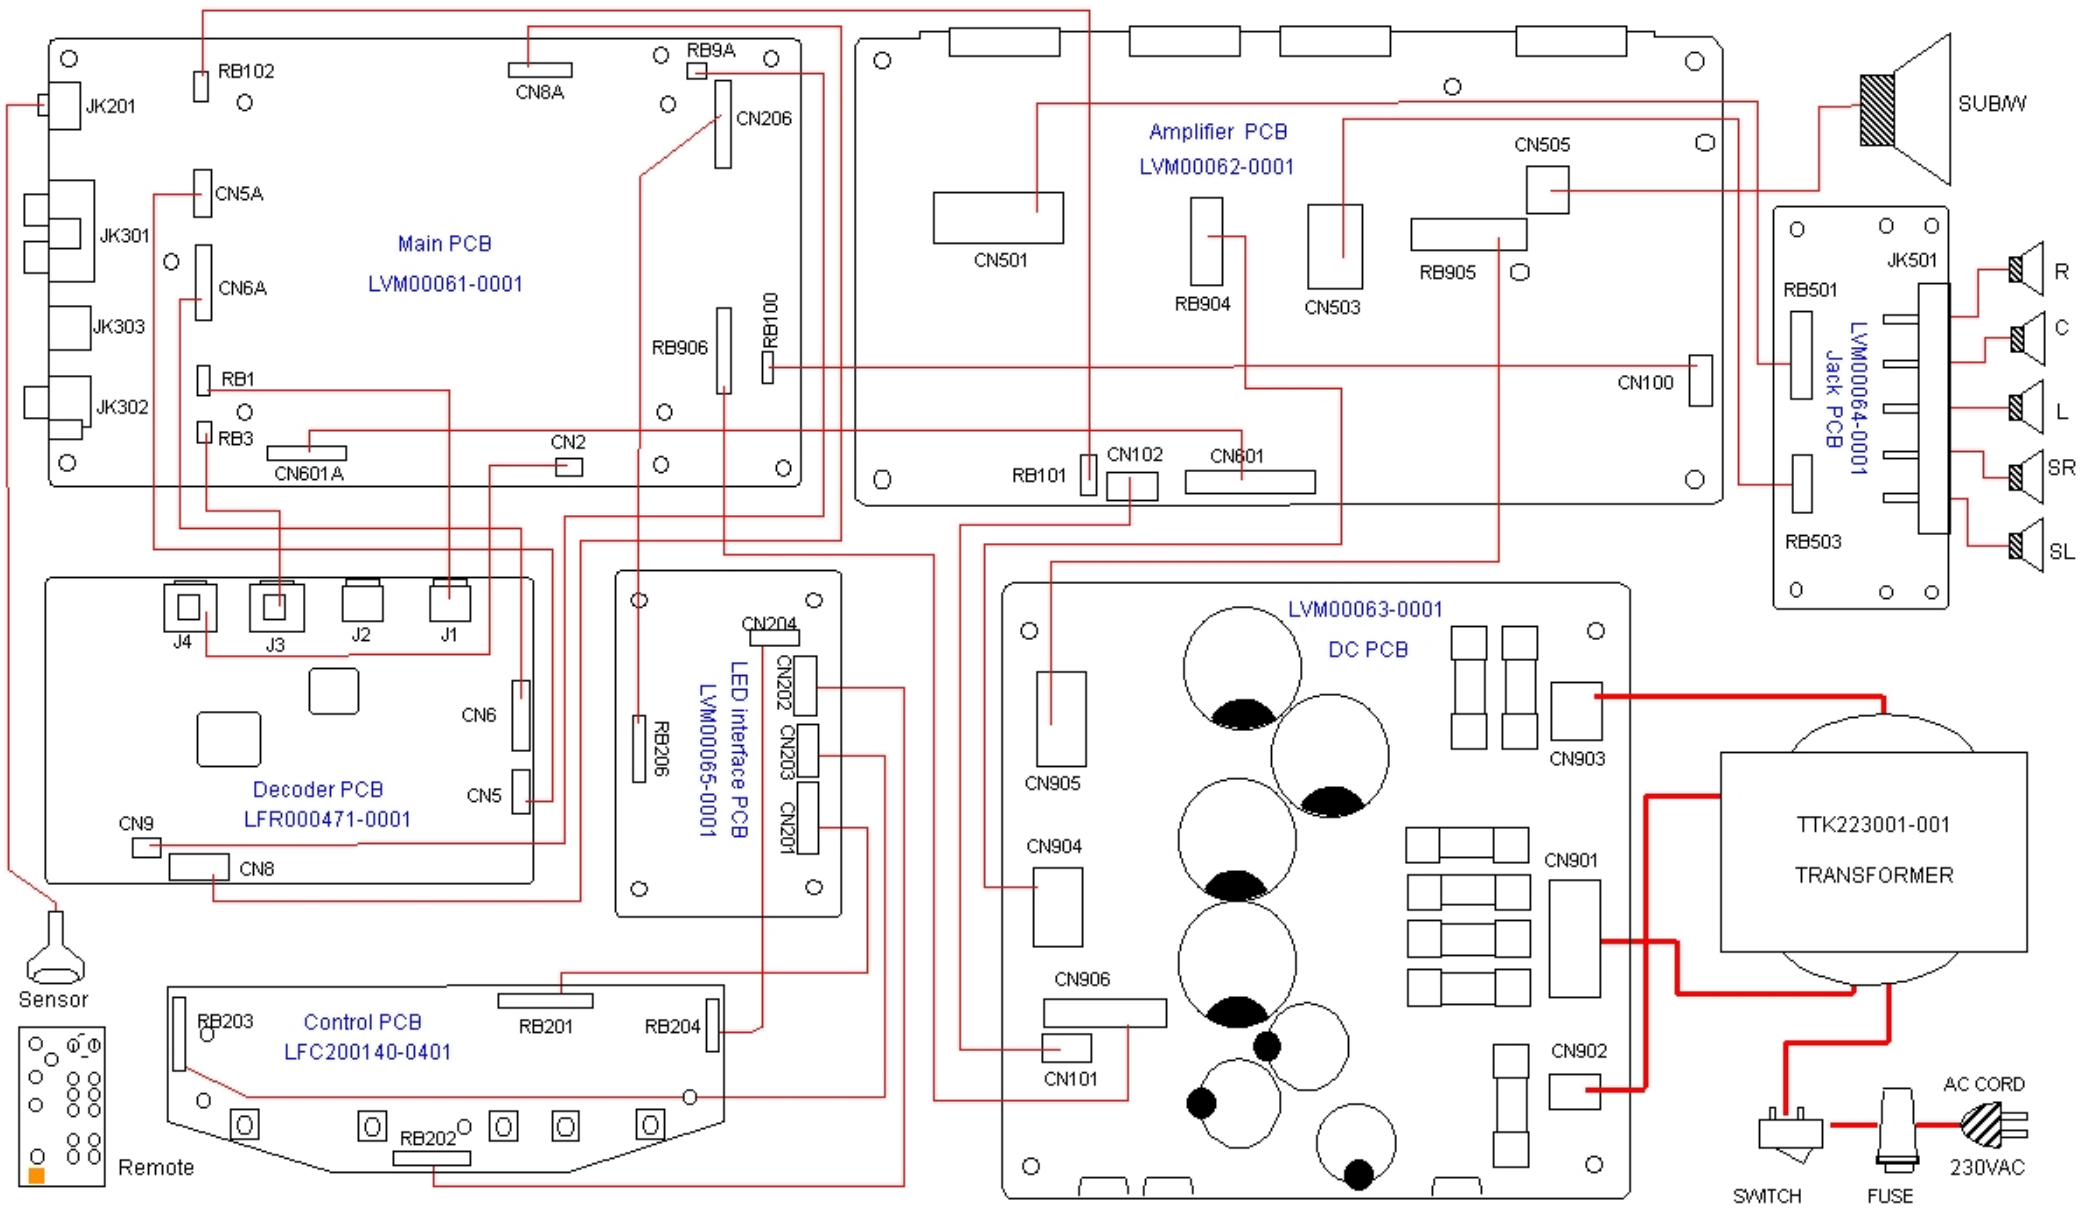 RB102
CN8A
RB9A
JK201
CN206
CN5A
JK301
Main PCB
LVM00061-0001
CN6A
JK303
RB100
RB906
RB1
JK302
RB3
CN2
CN601A
Amplifier PCB
LVM00062-0001
CN505
CN501
RB904
CN503
RB905
CN100
RB101
CN102
CN601
SUB/W
JK501
RB501
LVM00064-0001
Jack PCB
RB503
R
C
L
SR
SL
J4
J3
J2
J1
CN6
Decoder PCB
LFR000471-0001
CN5
CN9
CN8
CN204
CN202
CN203
CN201
RB206
LED interface PCB
LVM00065-0001
LVM00063-0001
DC PCB
CN903
CN905
CN904
CN901
CN906
CN101
CN902
TTK223001-001
TRANSFORMER
Sensor
Remote
RB203
Control PCB
LFC200140-0401
RB201
RB204
RB202
AC CORD
230VAC
SWITCH
FUSE